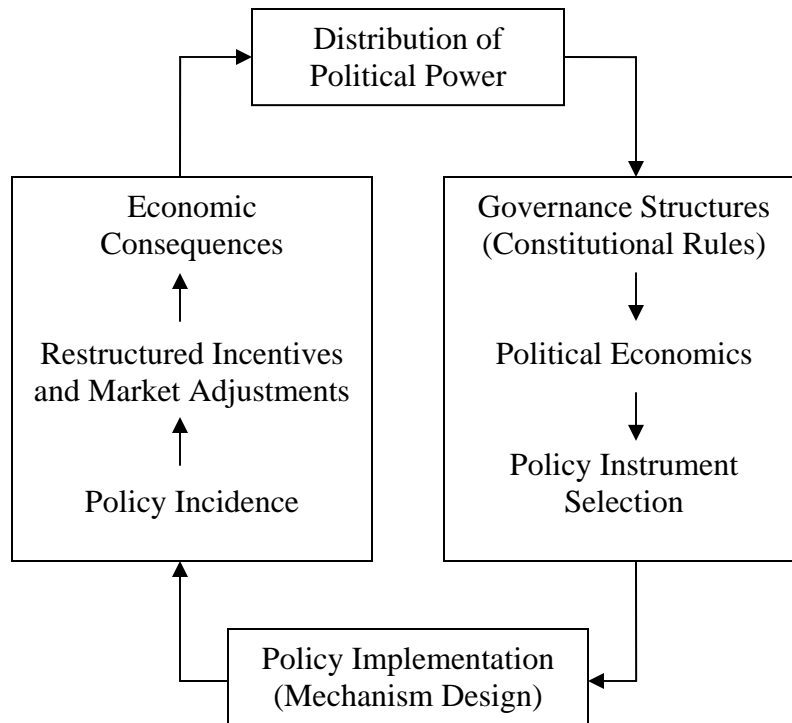 Distribution of
Political Power
Economic
Consequences
Restructured Incentives
and Market Adjustments
Policy Incidence
Governance Structures
(Constitutional Rules)
Political Economics
Policy Instrument
Selection
Policy Implementation
(Mechanism Design)